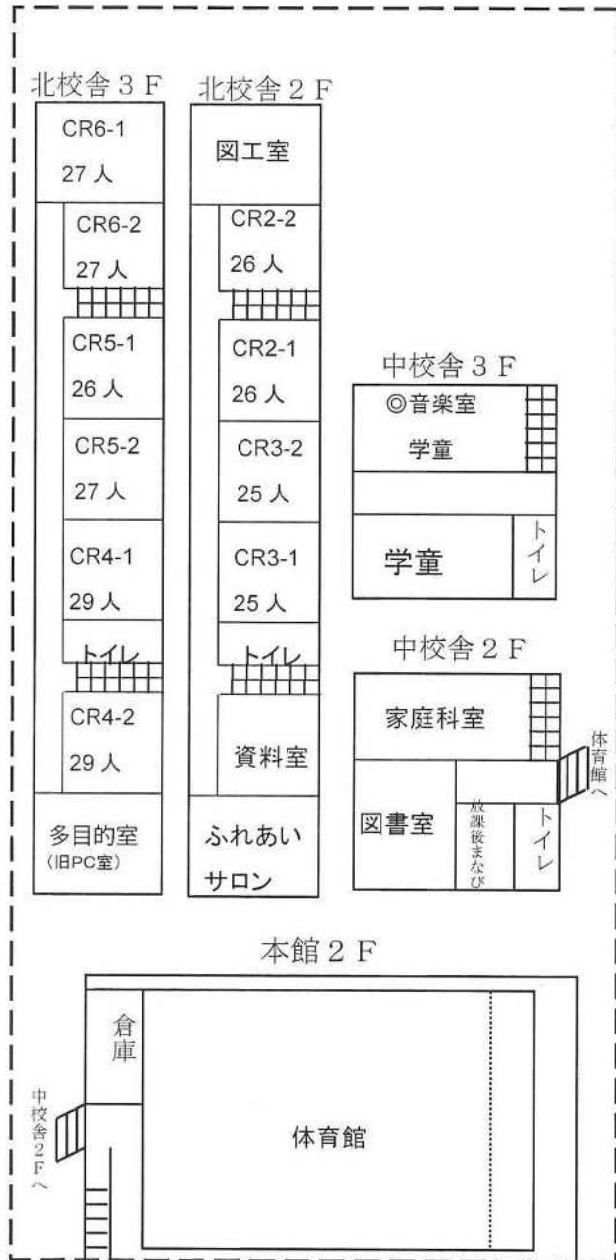 北校舎3F
CR6-1
27人
CR6-2
27人
CR5-1
26人
CR5-2
27人
CR4-1
29人
トイレ
CR4-2
29人
多目的室
(旧PC室)
北校舎2F
図工室
CR2-2
26人
CR2-1
26人
CR3-2
25人
CR3-1
25人
トイレ
資料室
ふれあい
サロン
中校舎3F
◎音楽室
学童
学童
トイレ
中校舎2F
家庭科室
体育館へ
図書室
放課後まなび
トイレ
本館2F
倉庫
体育館
中校舎2Fへ